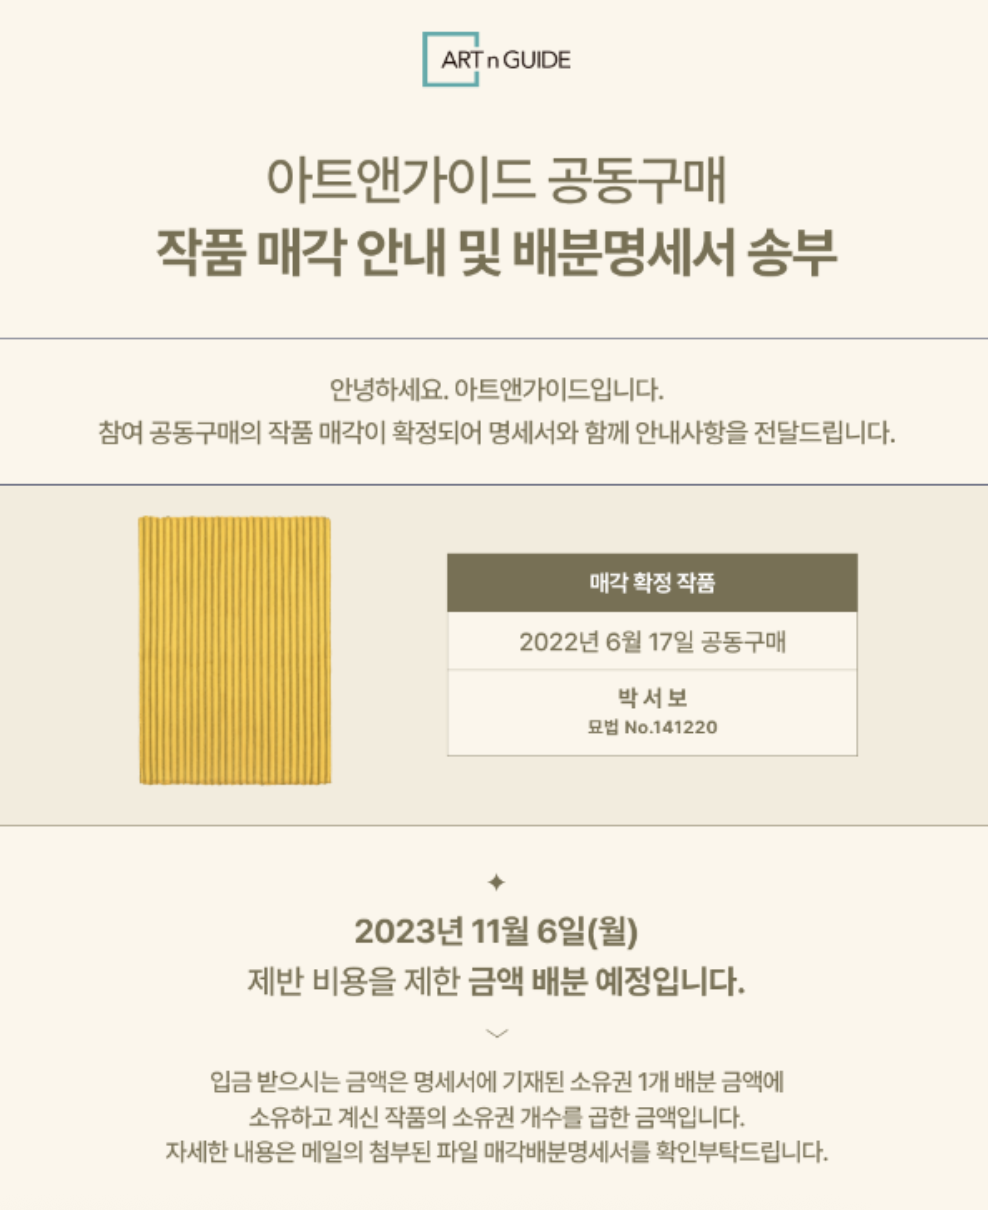 ART n GUIDE
아트앤가이드 공동구매
작품 매각 안내 및 배분명세서 송부
안녕하세요. 아트앤가이드입니다.
참여 공동구매의 작품 매각이 확정되어 명세서와 함께 안내사항을 전달드립니다.
매각 확정 작품
2022년 6월 17일 공동구매
박 서 보
묘법 No.141220
2023년 11월 6일(월)
제반 비용을 제한 금액 배분 예정입니다.
입금 받으시는 금액은 명세서에 기재된 소유권 1개 배분 금액에
소유하고 계신 작품의 소유권 개수를 곱한 금액입니다.
자세한 내용은 메일의 첨부된 파일 매각배분명세서를 확인부탁드립니다.